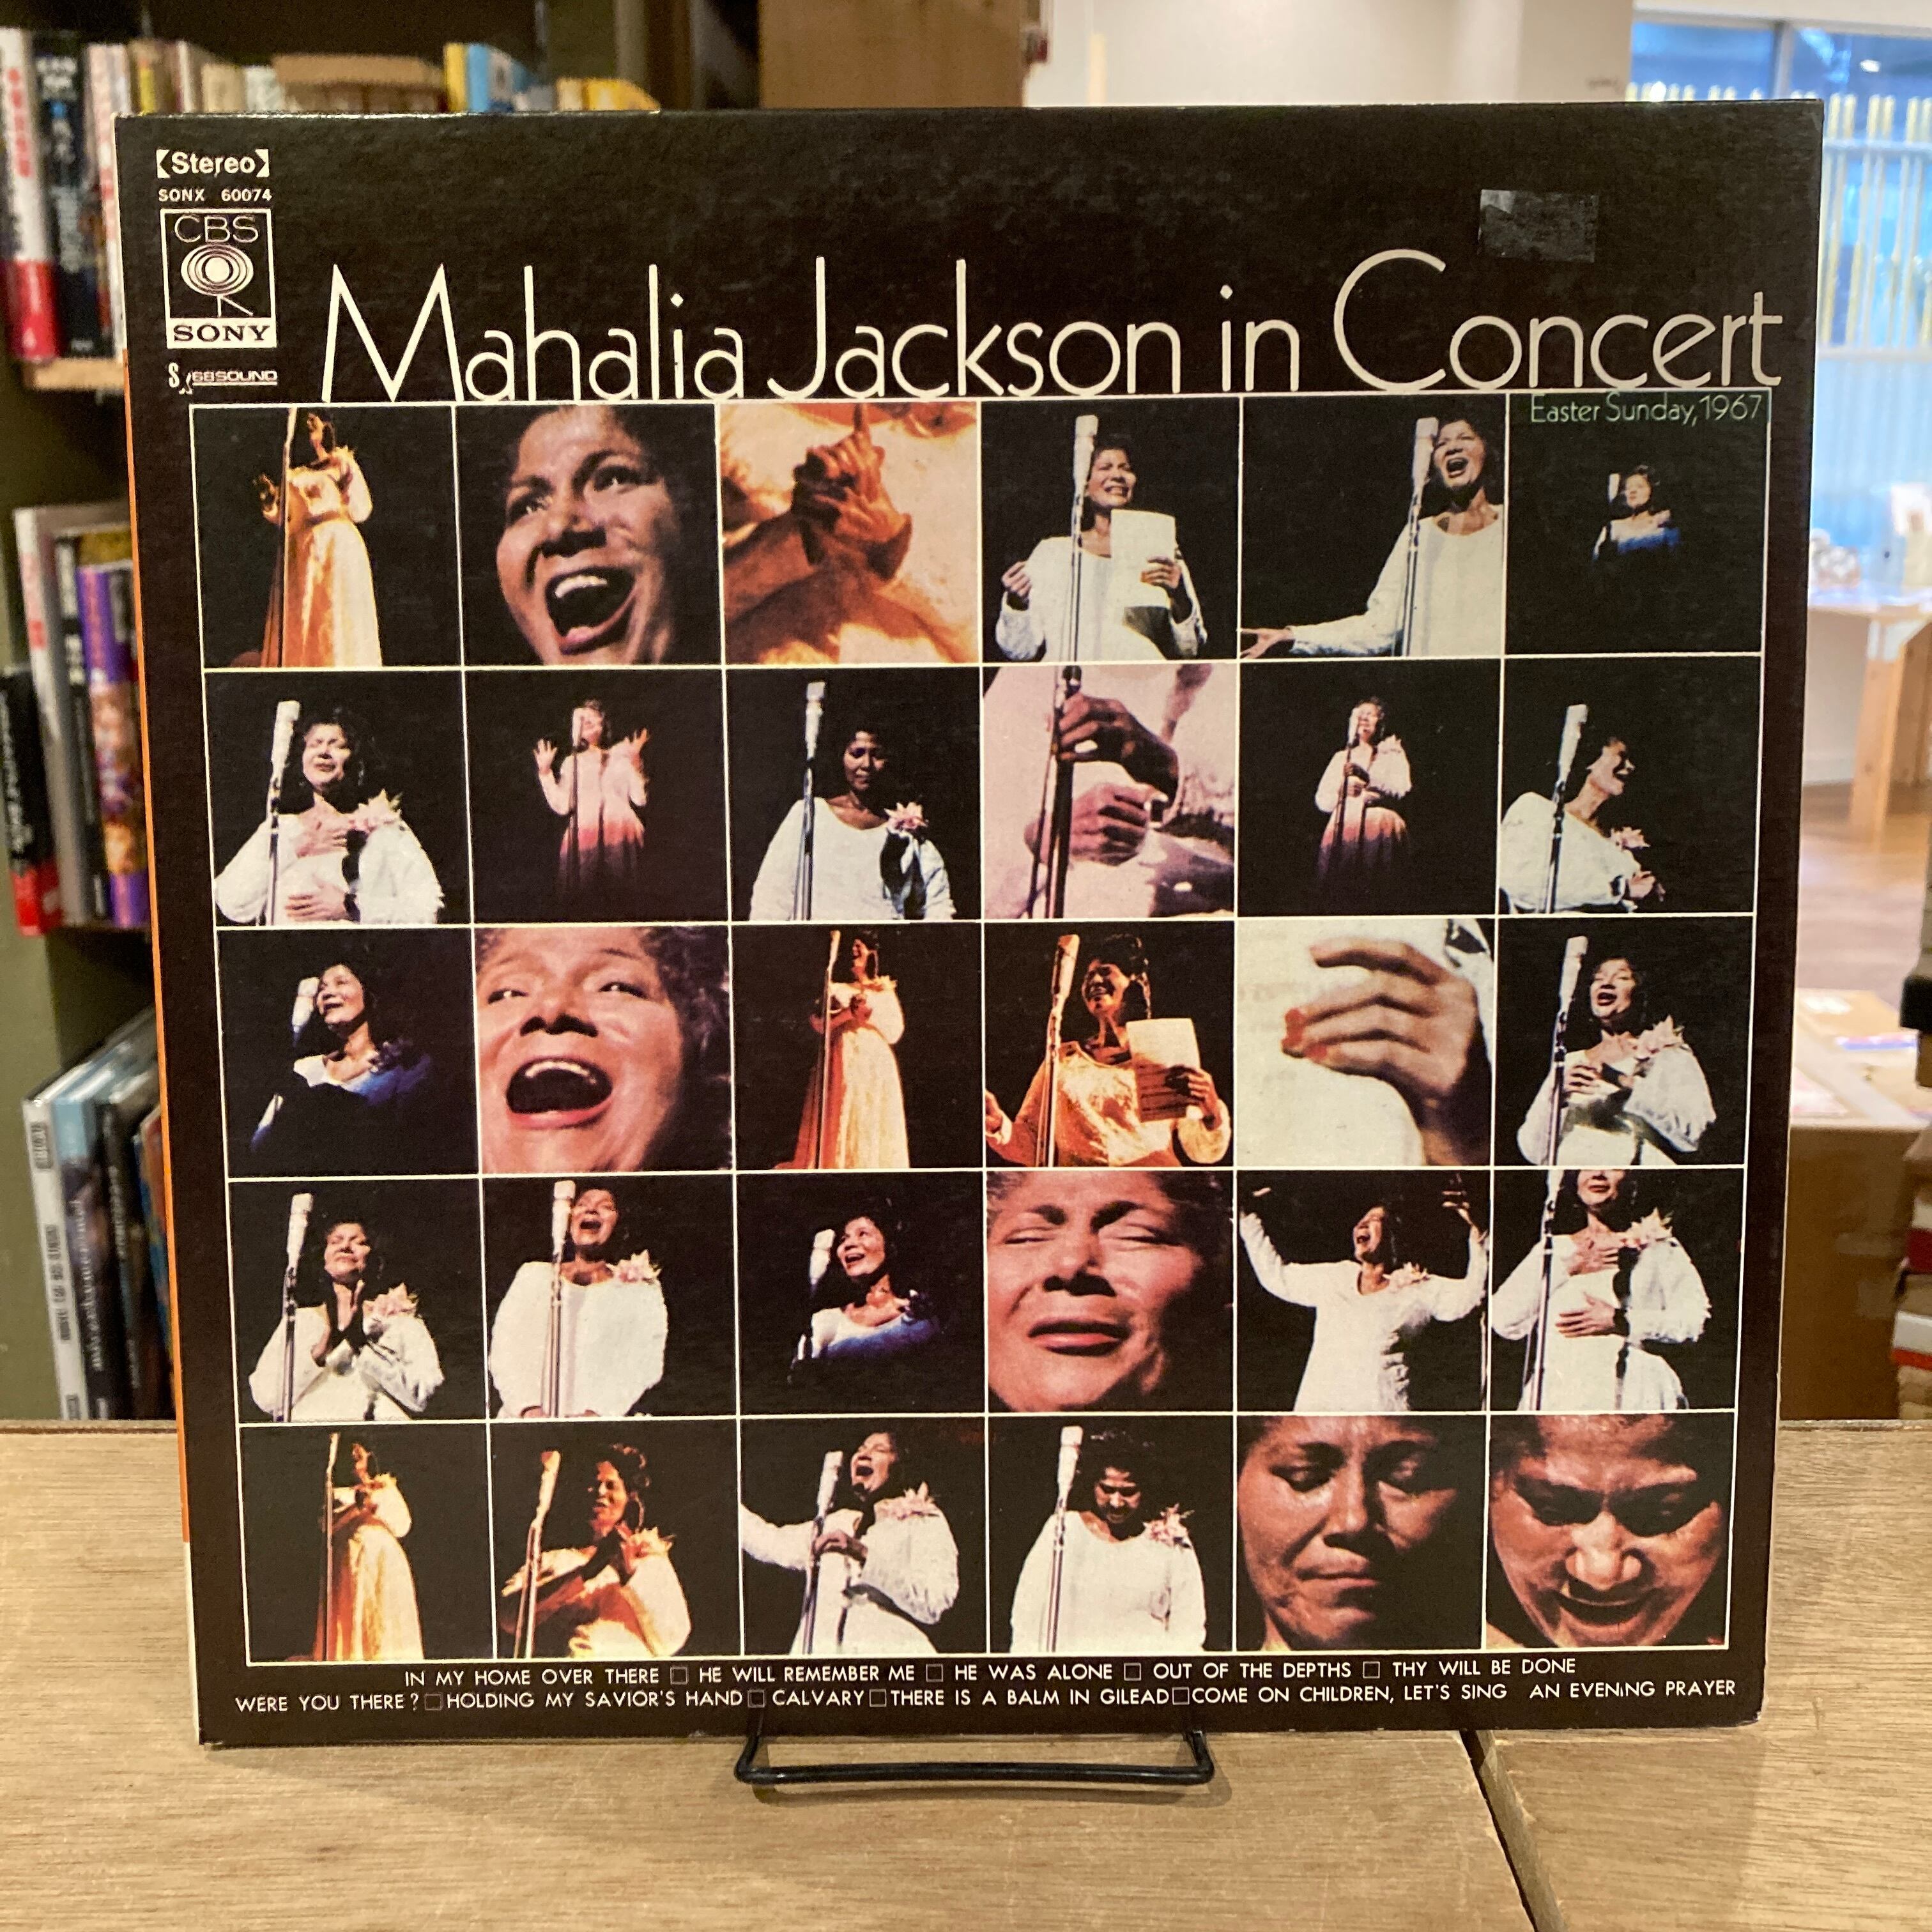 【Stereo】
SONX 60074
CBS
SONY
68SOUND
Mahalia Jackson in Concert
Easter Sunday, 1967
IN MY HOME OVER THERE □ HE WILL REMEMBER ME □ HE WAS ALONE □ OUT OF THE DEPTHS □ THY WILL BE DONE
WERE YOU THERE? □ HOLDING MY SAVIOR'S HAND □ CALVARY □ THERE IS A BALM IN GILEAD □ COME ON CHILDREN, LET'S SING AN EVENING PRAYER